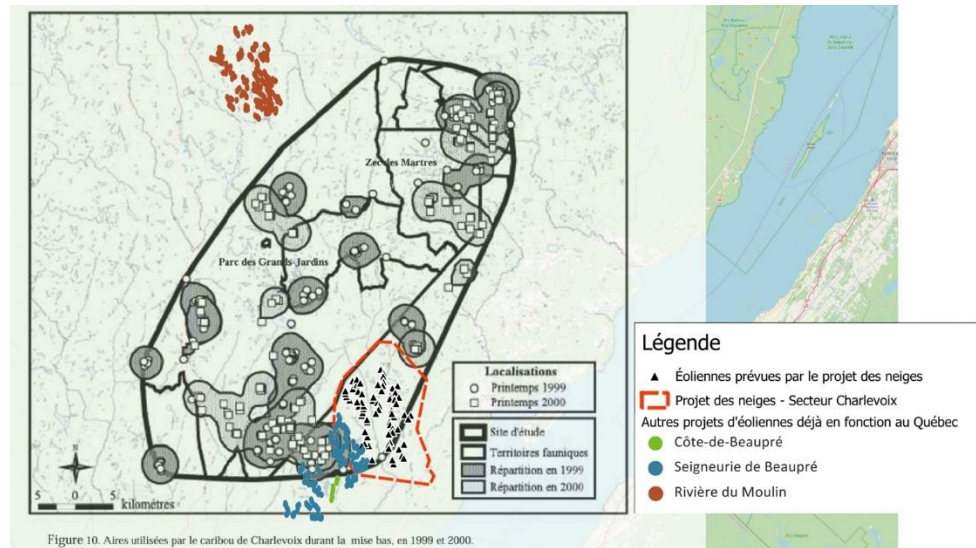 Zec des Martres
Parc des Grands-Jardins
Localisations
Printemps 1999
Printemps 2000
Site d'étude
Territoires fauniques
Répartition en 1999
Répartition en 2000
N
5 0 5
kilomètres
Figure 10. Aires utilisées par le caribou de Charlevoix durant la mise bas, en 1999 et 2000.
Légende
Éoliennes prévues par le projet des neiges
Projet des neiges - Secteur Charlevoix
Autres projets d'éoliennes déjà en fonction au Québec
Côte-de-Beaupré
Seigneurie de Beaupré
Rivière du Moulin